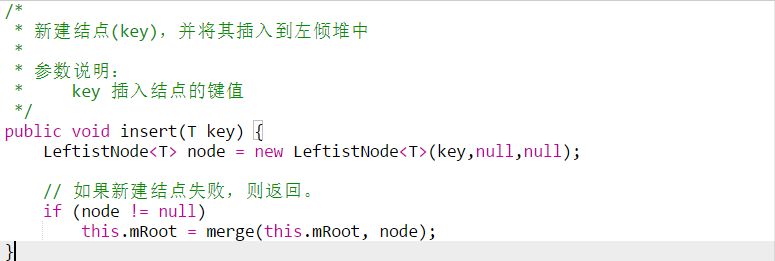 /*
 * 新建结点(key)，并将其插入到左倾堆中
 *
 * 参数说明：
 *     key 插入结点的键值
 */
public void insert(T key) {
    LeftistNode<T> node = new LeftistNode<T>(key,null,null);

    // 如果新建结点失败，则返回。
    if (node != null)
        this.mRoot = merge(this.mRoot, node);
}